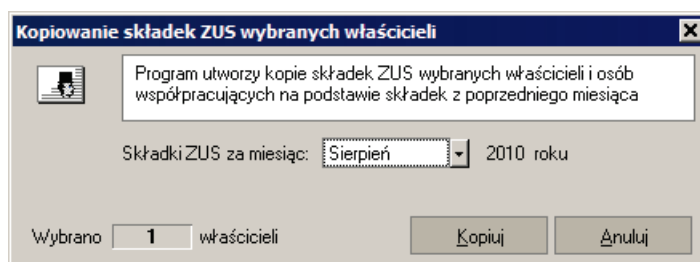 Kopiowanie składek ZUS wybranych właścicieli
Program utworzy kopie składek ZUS wybranych właścicieli i osób
współpracujących na podstawie składek z poprzedniego miesiąca
Składki ZUS za miesiąc: Sierpień 2010 roku
Wybrano 1 właścicieli Kopiuj Anuluj